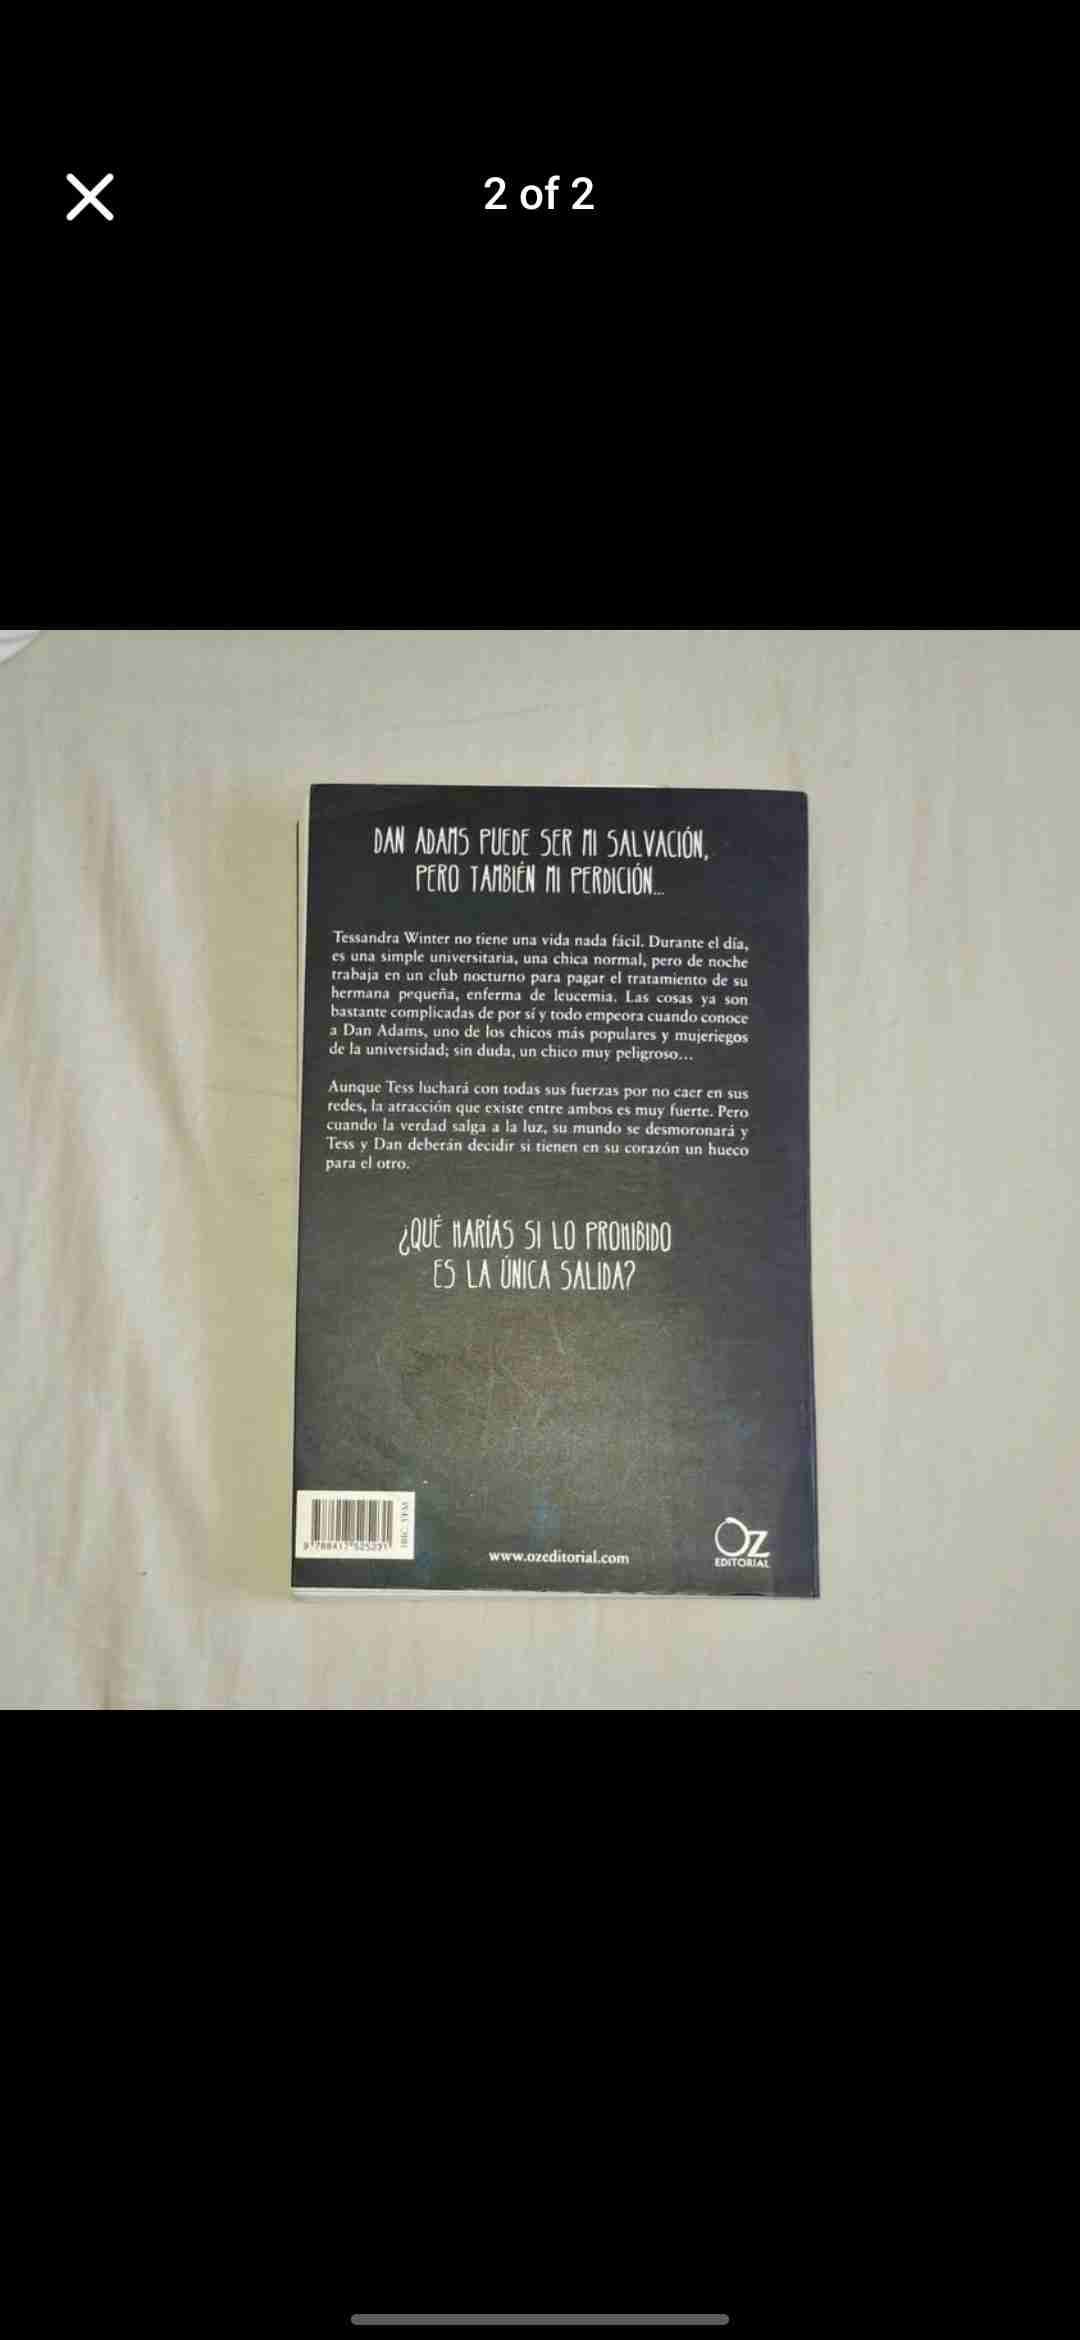 2 of 2
DAN ADAMS PUEDE SER MI SALVACIÓN,
PERO TAMBIÉN MI PERDICIÓN...
Tessandra Winter no tiene una vida nada fácil. Durante el día,
es una simple universitaria, una chica normal, pero de noche
trabaja en un club nocturno para pagar el tratamiento de su
hermana pequeña, enferma de leucemia. Las cosas ya son
bastante complicadas de por sí y todo empeora cuando conoce
a Dan Adams, uno de los chicos más populares y mujeriegos
de la universidad; sin duda, un chico muy peligroso...
Aunque Tess luchará con todas sus fuerzas por no caer en sus
redes, la atracción que existe entre ambos es muy fuerte. Pero
cuando la verdad salga a la luz, su mundo se desmoronará y
Tess y Dan deberán decidir si tienen en su corazón un hueco
para el otro.
¿QUÉ HARÍAS SI LO PROHIBIDO
ES LA ÚNICA SALIDA?
www.ozeditorial.com
OZ
EDITORIAL